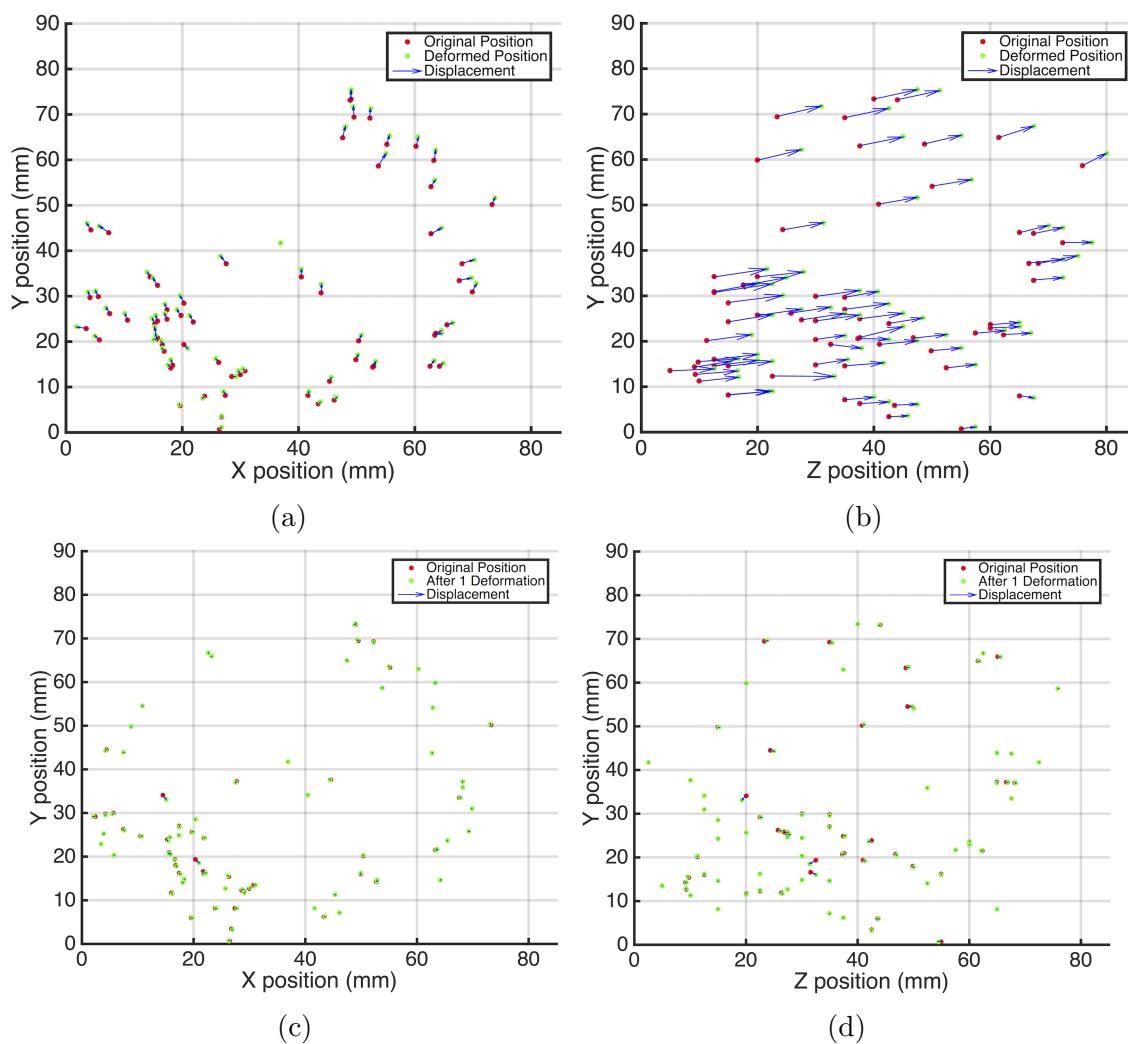 90
80
70
60
50
40
30
20
10
0
Y position (mm)
0 20 40 60 80
X position (mm)
Original Position
Deformed Position
Displacement
(a)
90
80
70
60
50
40
30
20
10
0
Y position (mm)
0 20 40 60 80
Z position (mm)
Original Position
Deformed Position
Displacement
(b)
90
80
70
60
50
40
30
20
10
0
Y position (mm)
0 20 40 60 80
X position (mm)
Original Position
After 1 Deformation
Displacement
(c)
90
80
70
60
50
40
30
20
10
0
Y position (mm)
0 20 40 60 80
Z position (mm)
Original Position
After 1 Deformation
Displacement
(d)